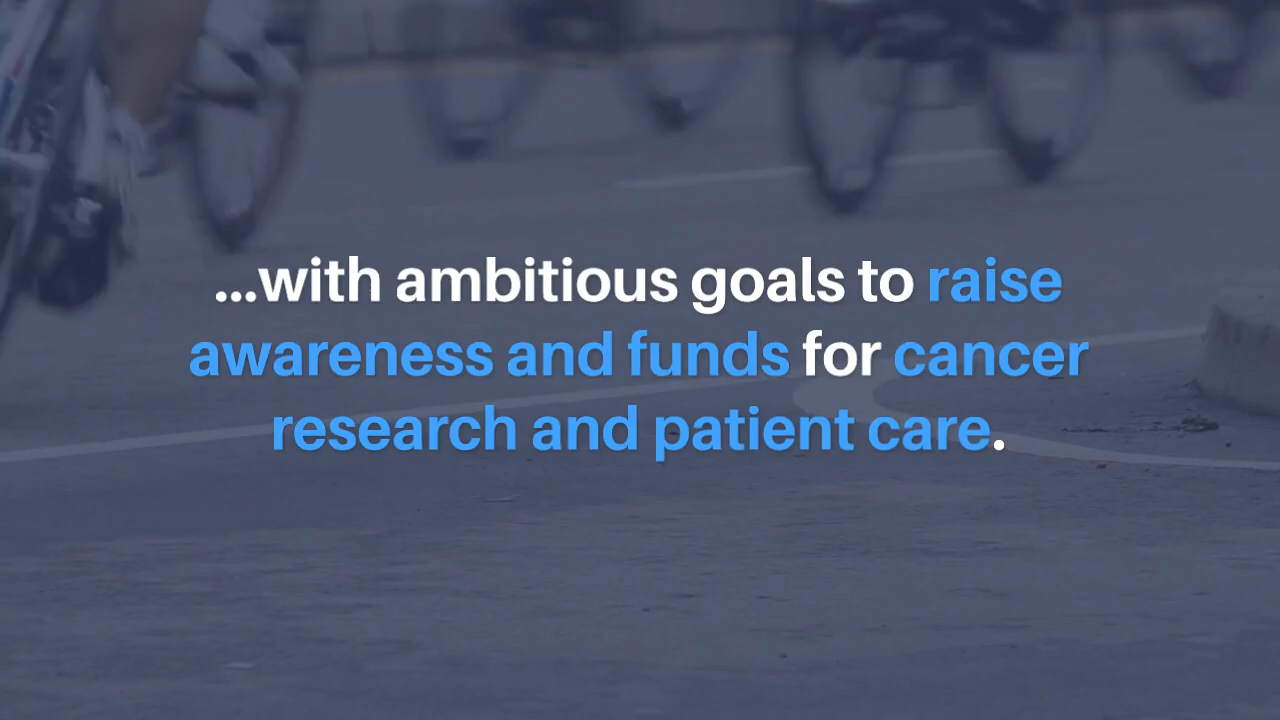 ...with ambitious goals to raise
awareness and funds for cancer
research and patient care.